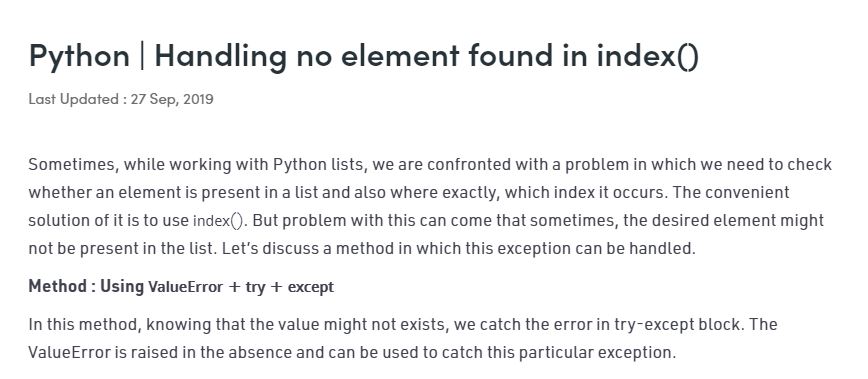 Python | Handling no element found in index()
Last Updated : 27 Sep, 2019
Sometimes, while working with Python lists, we are confronted with a problem in which we need to check
whether an element is present in a list and also where exactly, which index it occurs. The convenient
solution of it is to use index(). But problem with this can come that sometimes, the desired element might
not be present in the list. Let's discuss a method in which this exception can be handled.
Method : Using ValueError + try + except
In this method, knowing that the value might not exists, we catch the error in try-except block. The
ValueError is raised in the absence and can be used to catch this particular exception.